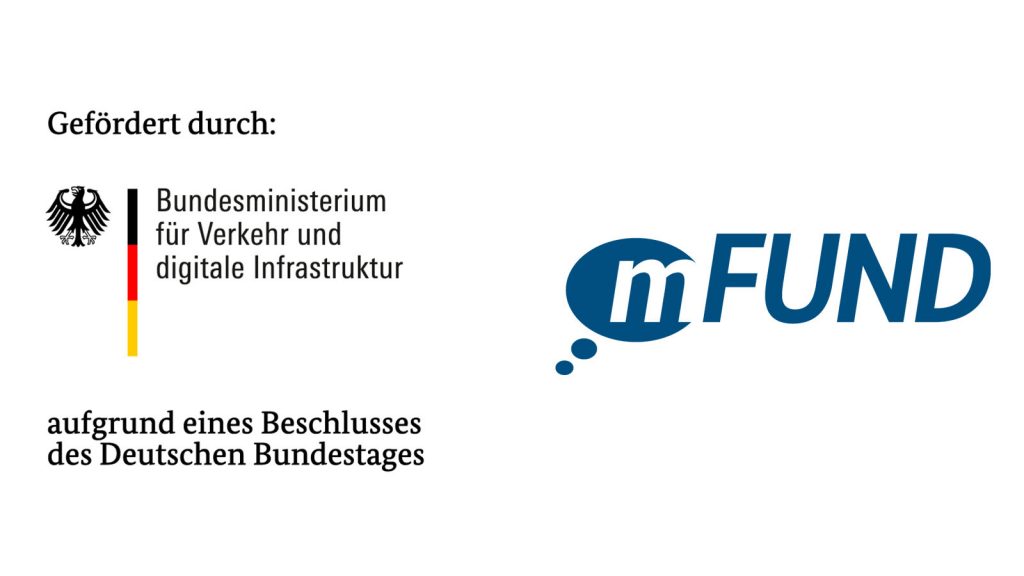 Gefördert durch:
Bundesministerium
für Verkehr und
digitale Infrastruktur
aufgrund eines Beschlusses
des Deutschen Bundestages
mFUND